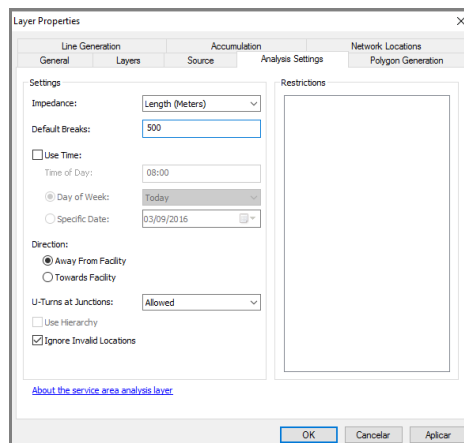 Layer Properties
Line Generation Accumulation Network Locations
General Layers Source Analysis Settings Polygon Generation
Settings Restrictions
Impedance: Length (Meters)
Default Breaks: 500
Use Time:
Time of Day: 08:00
Day of Week: Today
Specific Date: 03/09/2016
Direction:
Away From Facility
Towards Facility
U-Turns at Junctions: Allowed
Use Hierarchy
Ignore Invalid Locations
About the service area analysis layer
OK Cancelar Aplicar